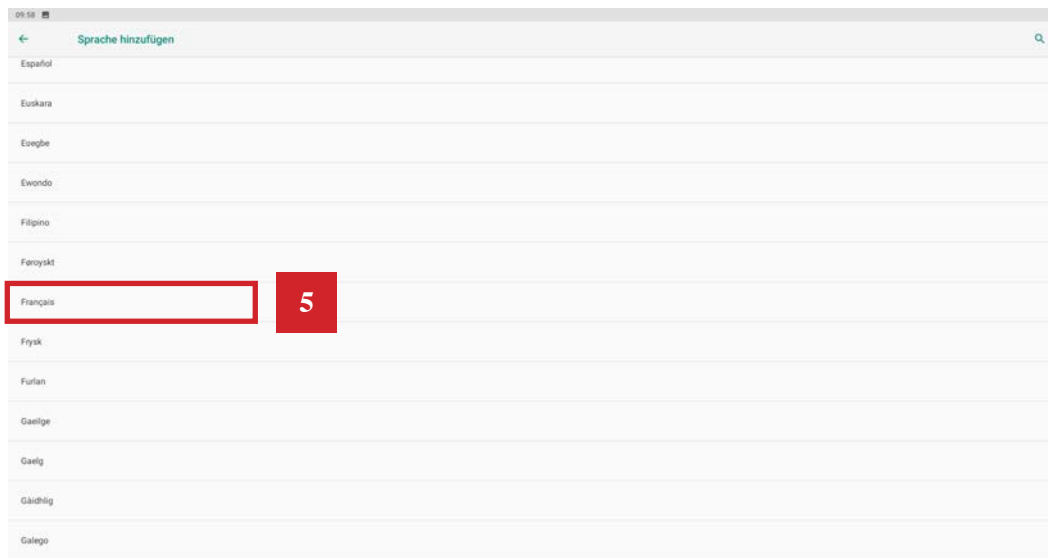 09:58
Sprache hinzufügen
Español
Euskara
Eʋegbe
Ewondo
Filipino
Føroyskt
Français
5
Frysk
Furlan
Gaeilge
Gaelg
Gàidhlig
Galego